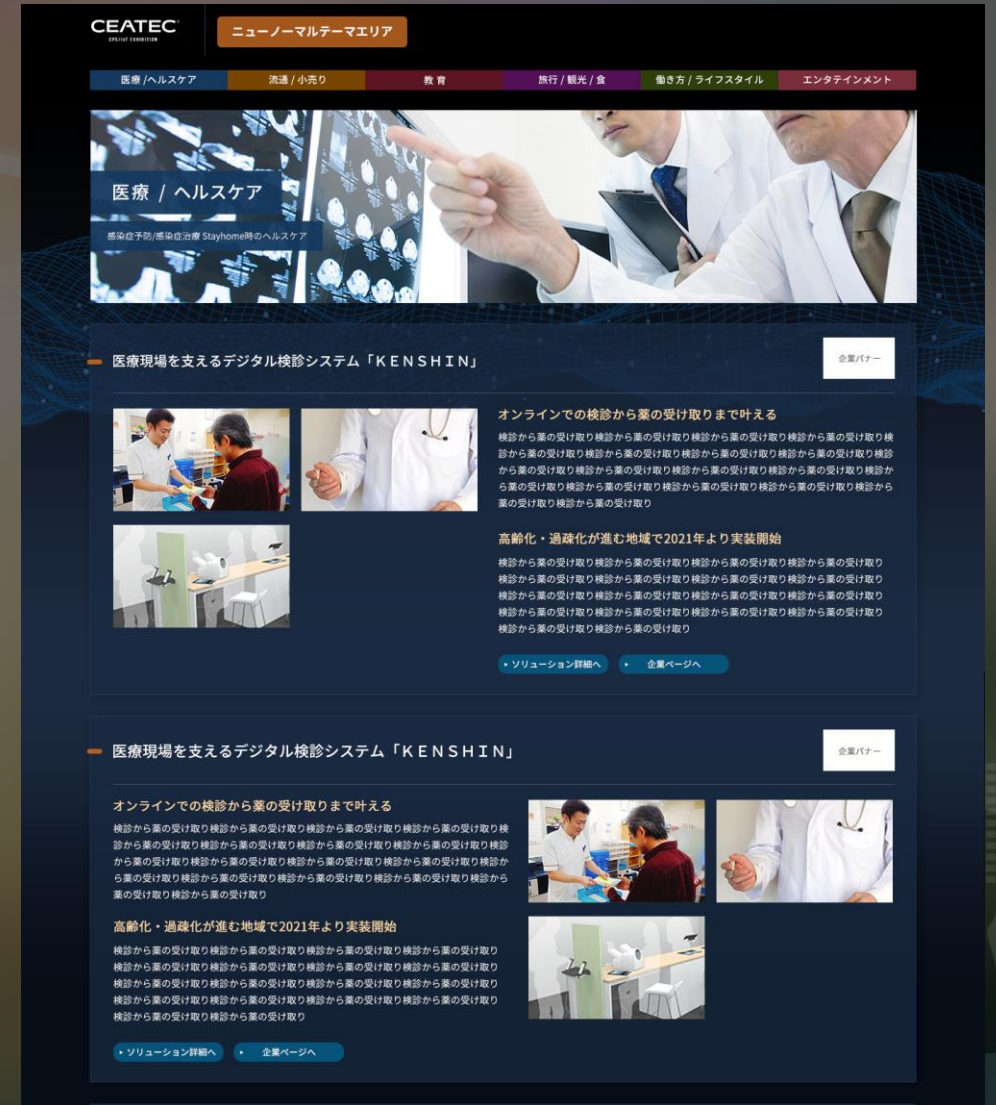 CEATEC
CPS/IoT EXHIBITION
ニューノーマルテーマエリア
医療 /ヘルスケア
流通 / 小売り
教 育
旅行 / 観光 / 食
働き方 / ライフスタイル
エンタテインメント
医療 / ヘルスケア
感染症予防/感染症治療 Stayhome時のヘルスケア
医療現場を支えるデジタル検診システム「ＫＥＮＳＨＩＮ」
企業バナー
オンラインでの検診から薬の受け取りまで叶える
検診から薬の受け取り検診から薬の受け取り検診から薬の受け取り検診から薬の受け取り検
診から薬の受け取り検診から薬の受け取り検診から薬の受け取り検診から薬の受け取り検診
から薬の受け取り検診から薬の受け取り検診から薬の受け取り検診から薬の受け取り検診か
ら薬の受け取り検診から薬の受け取り検診から薬の受け取り検診から薬の受け取り検診から
薬の受け取り検診から薬の受け取り
高齢化・過疎化が進む地域で2021年より実装開始
検診から薬の受け取り検診から薬の受け取り検診から薬の受け取り検診から薬の受け取り
検診から薬の受け取り検診から薬の受け取り検診から薬の受け取り検診から薬の受け取り
検診から薬の受け取り検診から薬の受け取り検診から薬の受け取り検診から薬の受け取り
検診から薬の受け取り検診から薬の受け取り検診から薬の受け取り検診から薬の受け取り
検診から薬の受け取り検診から薬の受け取り
ソリューション詳細へ
企業ページへ
医療現場を支えるデジタル検診システム「ＫＥＮＳＨＩＮ」
企業バナー
オンラインでの検診から薬の受け取りまで叶える
検診から薬の受け取り検診から薬の受け取り検診から薬の受け取り検診から薬の受け取り検
診から薬の受け取り検診から薬の受け取り検診から薬の受け取り検診から薬の受け取り検診
から薬の受け取り検診から薬の受け取り検診から薬の受け取り検診から薬の受け取り検診か
ら薬の受け取り検診から薬の受け取り検診から薬の受け取り検診から薬の受け取り検診から
薬の受け取り検診から薬の受け取り
高齢化・過疎化が進む地域で2021年より実装開始
検診から薬の受け取り検診から薬の受け取り検診から薬の受け取り検診から薬の受け取り
検診から薬の受け取り検診から薬の受け取り検診から薬の受け取り検診から薬の受け取り
検診から薬の受け取り検診から薬の受け取り検診から薬の受け取り検診から薬の受け取り
検診から薬の受け取り検診から薬の受け取り検診から薬の受け取り検診から薬の受け取り
検診から薬の受け取り検診から薬の受け取り
ソリューション詳細へ
企業ページへ